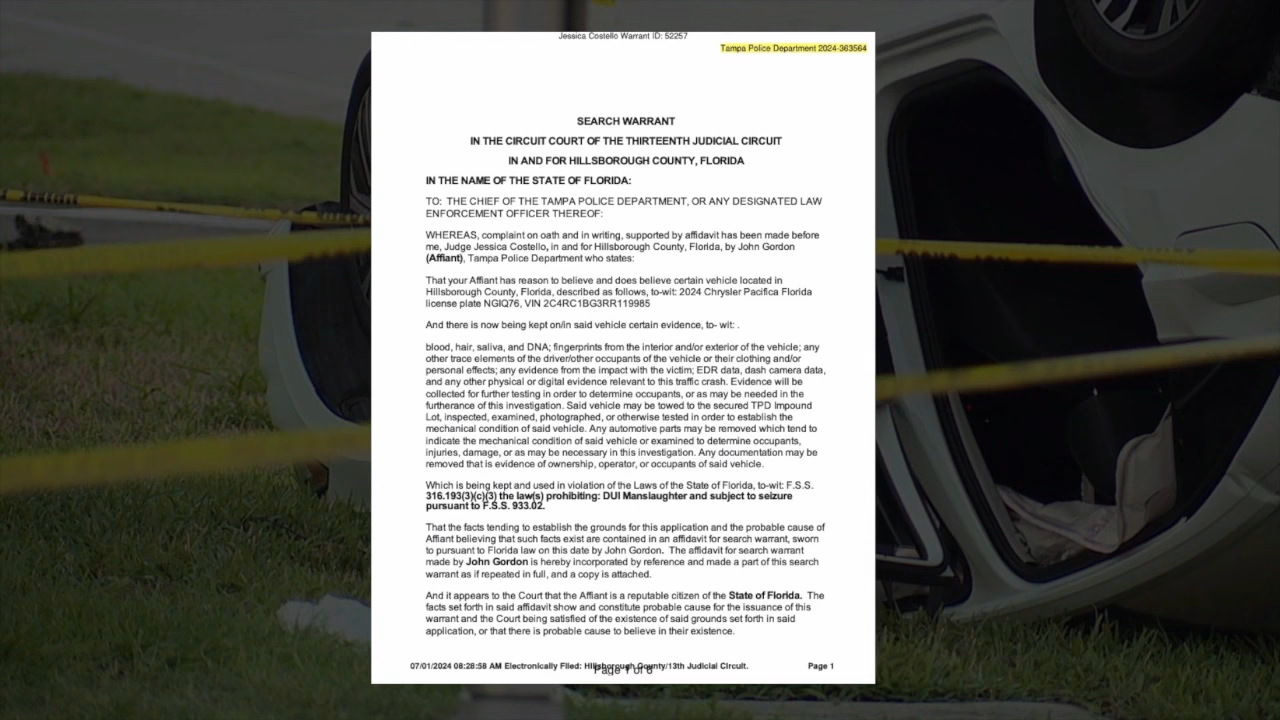 Jessica Costello Warrant ID: 52257
Tampa Police Department 2024-363564
SEARCH WARRANT
IN THE CIRCUIT COURT OF THE THIRTEENTH JUDICIAL CIRCUIT
IN AND FOR HILLSBOROUGH COUNTY, FLORIDA
IN THE NAME OF THE STATE OF FLORIDA:
TO: THE CHIEF OF THE TAMPA POLICE DEPARTMENT, OR ANY DESIGNATED LAW
ENFORCEMENT OFFICER THEREOF:
WHEREAS, complaint on oath and in writing, supported by affidavit has been made before
me, Judge Jessica Costello, in and for Hillsborough County, Florida, by John Gordon
(Affiant), Tampa Police Department who states:
That your Affiant has reason to believe and does believe certain vehicle located in
Hillsborough County, Florida, described as follows, to-wit: 2024 Chrysler Pacifica Florida
license plate NGIQ76, VIN 2C4RC1BG3RR119985
And there is now being kept on/in said vehicle certain evidence, to- wit: .
blood, hair, saliva, and DNA; fingerprints from the interior and/or exterior of the vehicle; any
other trace elements of the driver/other occupants of the vehicle or their clothing and/or
personal effects; any evidence from the impact with the victim; EDR data, dash camera data,
and any other physical or digital evidence relevant to this traffic crash. Evidence will be
collected for further testing in order to determine occupants, or as may be needed in the
furtherance of this investigation. Said vehicle may be towed to the secured TPD Impound
Lot, inspected, examined, photographed, or otherwise tested in order to establish the
mechanical condition of said vehicle. Any automotive parts may be removed which tend to
indicate the mechanical condition of said vehicle or examined to determine occupants,
injuries, damage, or as may be necessary in this investigation. Any documentation may be
removed that is evidence of ownership, operator, or occupants of said vehicle.
Which is being kept and used in violation of the Laws of the State of Florida, to-wit: F.S.S.
316.193(3)(c)(3) the law(s) prohibiting: DUI Manslaughter and subject to seizure
pursuant to F.S.S. 933.02.
That the facts tending to establish the grounds for this application and the probable cause of
Affiant believing that such facts exist are contained in an affidavit for search warrant, sworn
to pursuant to Florida law on this date by John Gordon. The affidavit for search warrant
made by John Gordon is hereby incorporated by reference and made a part of this search
warrant as if repeated in full, and a copy is attached.
And it appears to the Court that the Affiant is a reputable citizen of the State of Florida. The
facts set forth in said affidavit show and constitute probable cause for the issuance of this
warrant and the Court being satisfied of the existence of said grounds set forth in said
application, or that there is probable cause to believe in their existence.
07/01/2024 08:28:58 AM Electronically Filed: Hillsborough County/13th Judicial Circuit. Page 1
Page 1 of 6